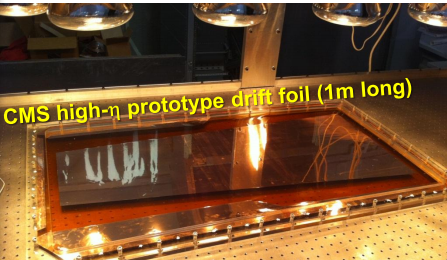 CMS high-η prototype drift foil (1m long)